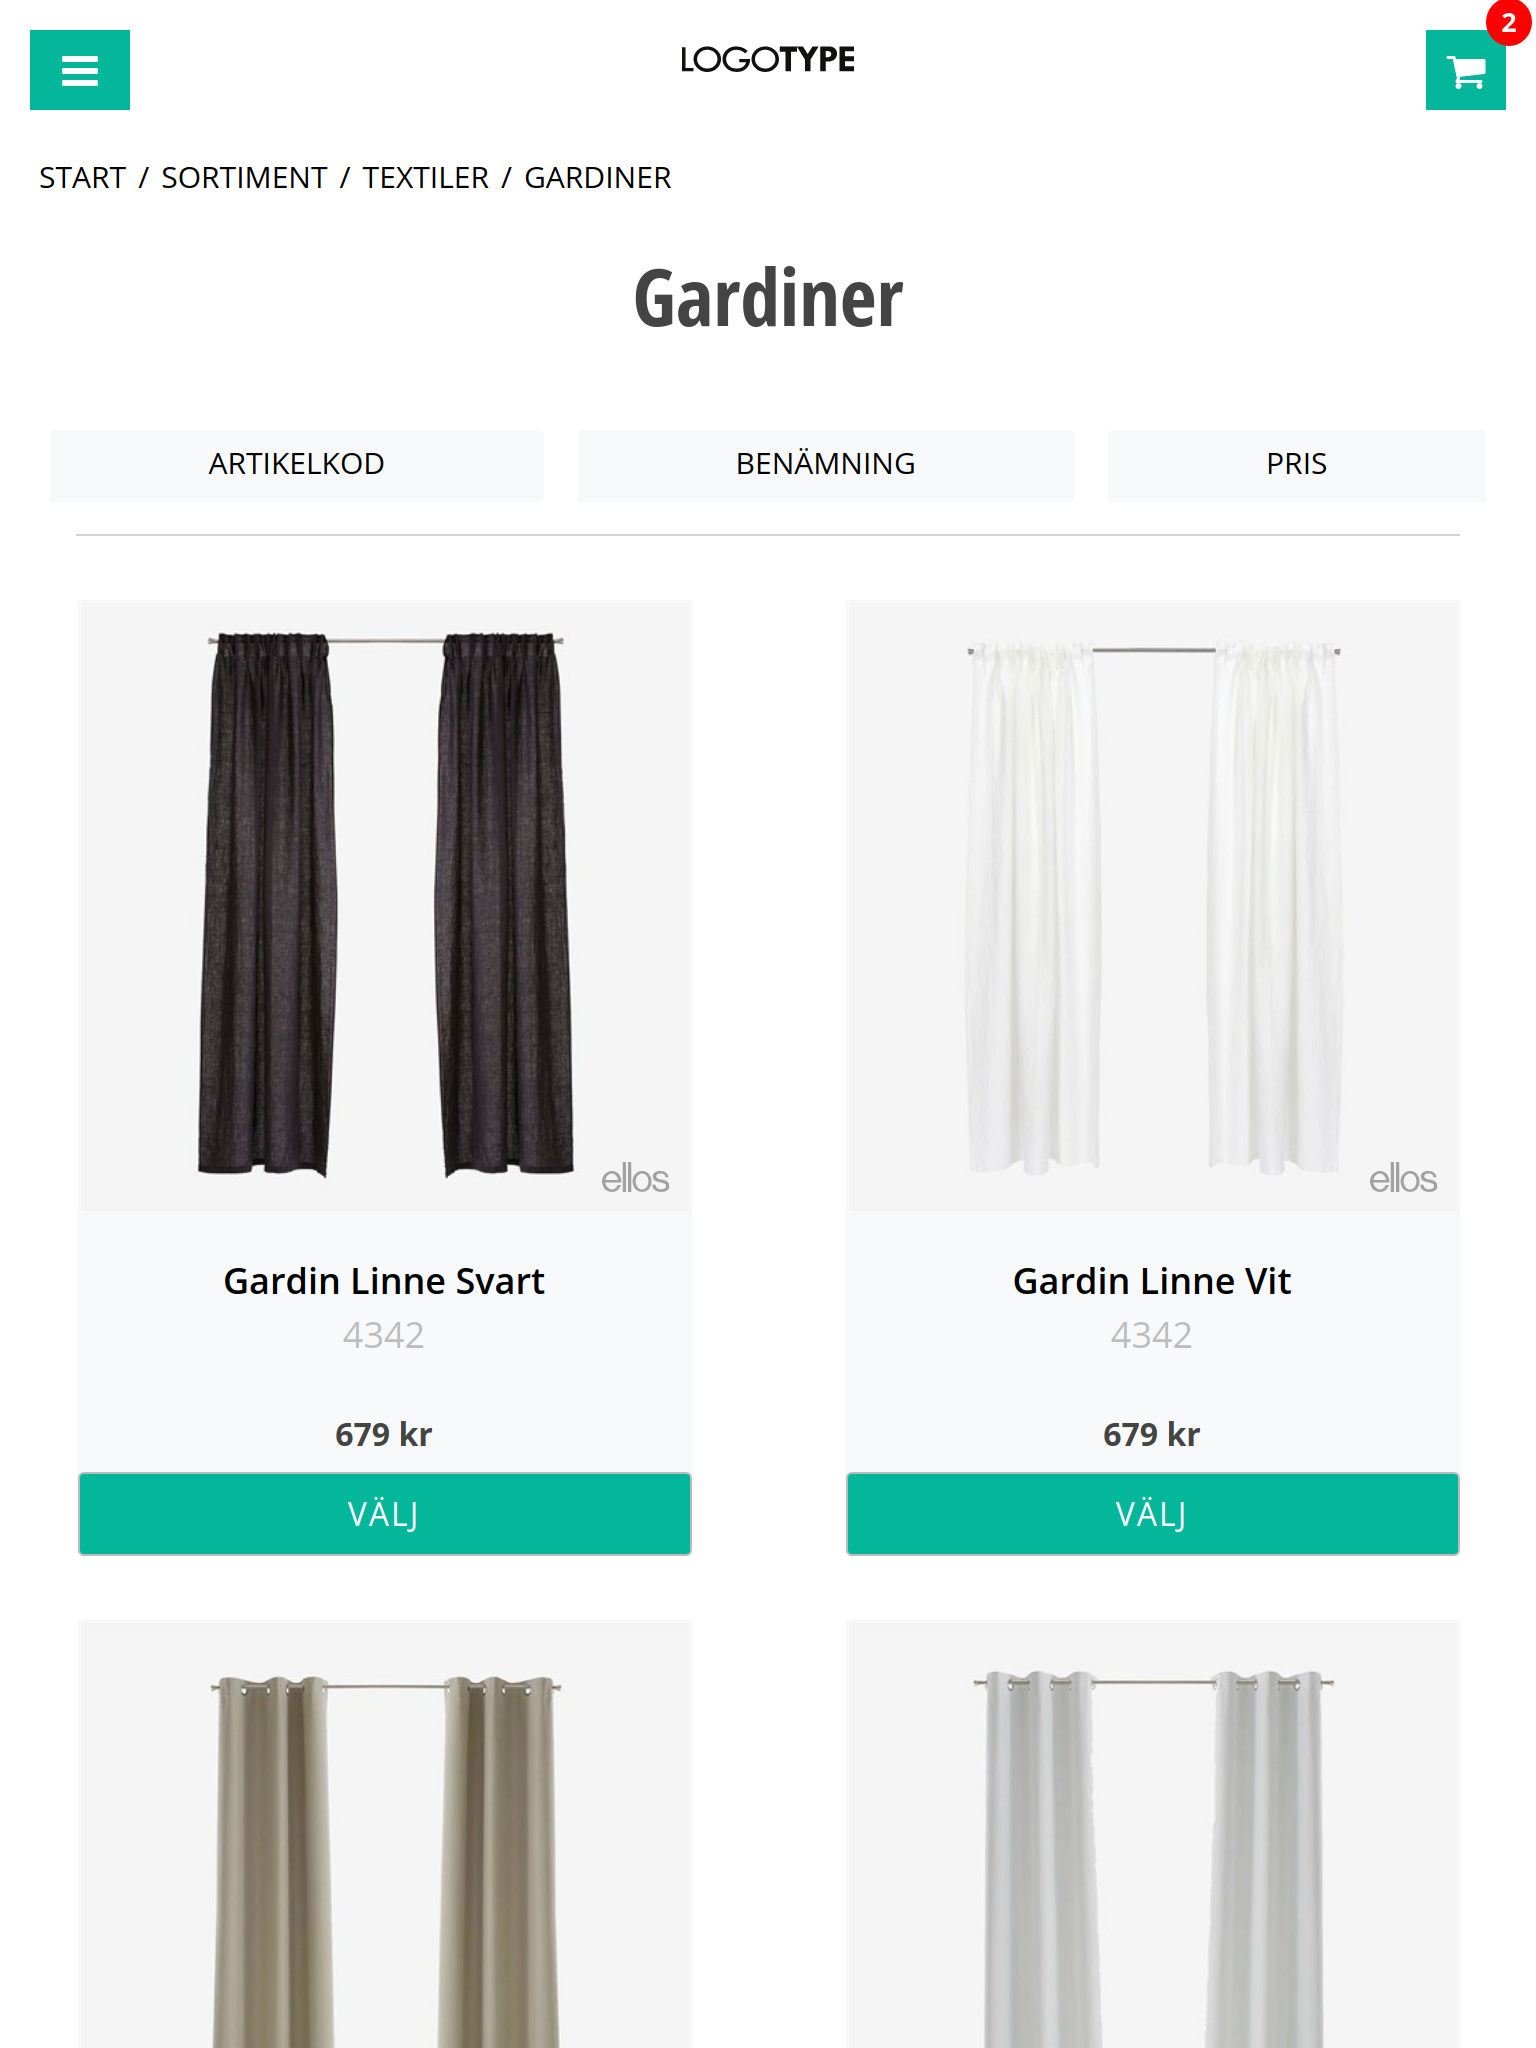 2
LOGOTYPE
START / SORTIMENT / TEXTILER / GARDINER
Gardiner
ARTIKELKOD BENÄMNING PRIS
ellos ellos
Gardin Linne Svart
4342
679 kr
VÄLJ
Gardin Linne Vit
4342
679 kr
VÄLJ